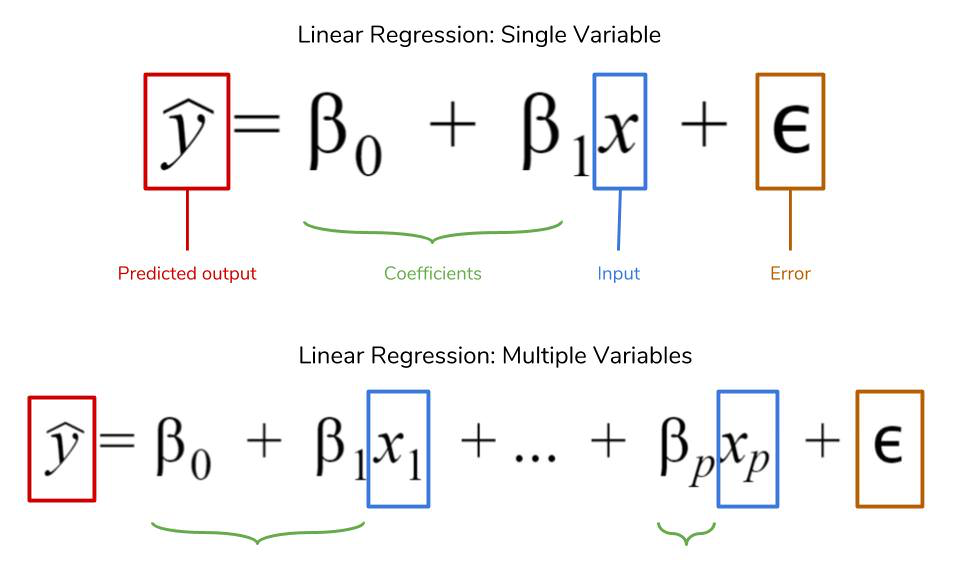 Linear Regression: Single Variable
ŷ = β₀ + β₁x + ϵ
Predicted output Coefficients Input Error
Linear Regression: Multiple Variables
ŷ = β₀ + β₁x₁ + ... + βₚxₚ + ϵ